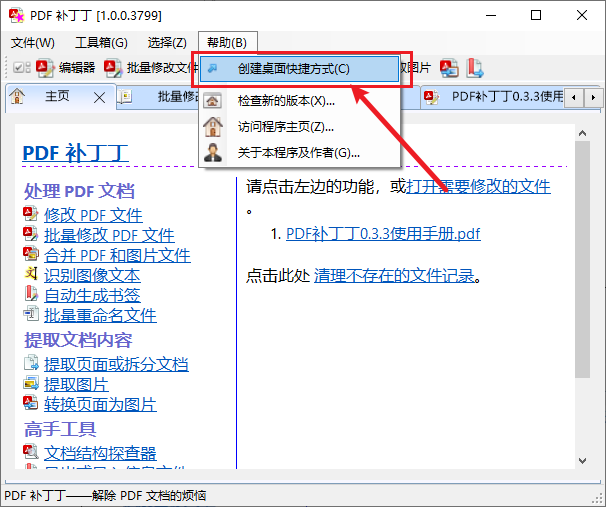 PDF 补丁丁 [1.0.0.3799]
文件(W) 工具箱(G) 选择(Z) 帮助(B)
编辑器 批量修改文件 图片
创建桌面快捷方式(C)
检查新的版本(X)...
访问程序主页(Z)...
关于本程序及作者(G)...
主页 批量修 PDF补丁丁0.3.3使用
PDF 补丁丁
处理 PDF 文档
修改 PDF 文件
批量修改 PDF 文件
合并 PDF 和图片文件
识别图像文本
自动生成书签
批量重命名文件
提取文档内容
提取页面或拆分文档
提取图片
转换页面为图片
高手工具
文档结构探查器
请点击左边的功能，或打开需要修改的文件
。
1. PDF补丁丁0.3.3使用手册.pdf
点击此处 清理不存在的文件记录。
PDF 补丁丁——解除 PDF 文档的烦恼